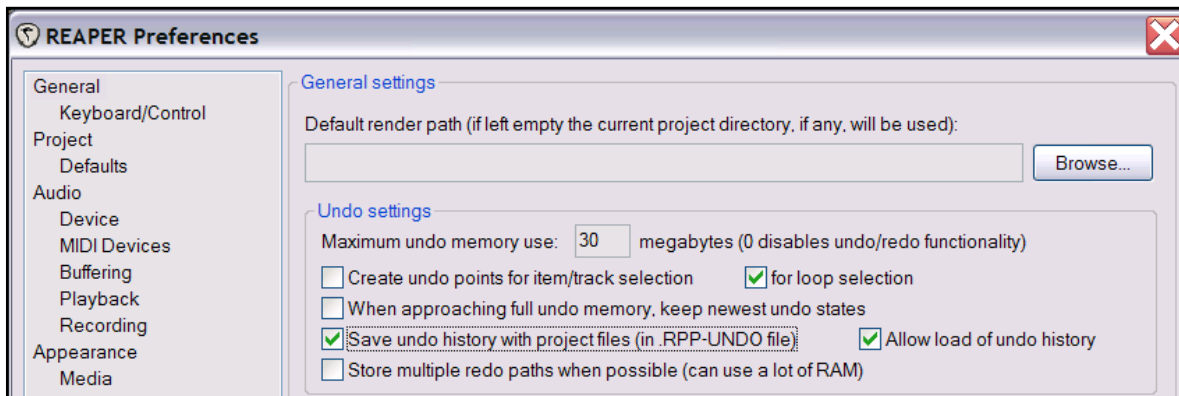 REAPER Preferences
General
Keyboard/Control
Project
Defaults
Audio
Device
MIDI Devices
Buffering
Playback
Recording
Appearance
Media
General settings
Default render path (if left empty the current project directory, if any, will be used):
Browse...
Undo settings
Maximum undo memory use: 30 megabytes (0 disables undo/redo functionality)
Create undo points for item/track selection for loop selection
When approaching full undo memory, keep newest undo states
Save undo history with project files (in .RPP-UNDO file) Allow load of undo history
Store multiple redo paths when possible (can use a lot of RAM)